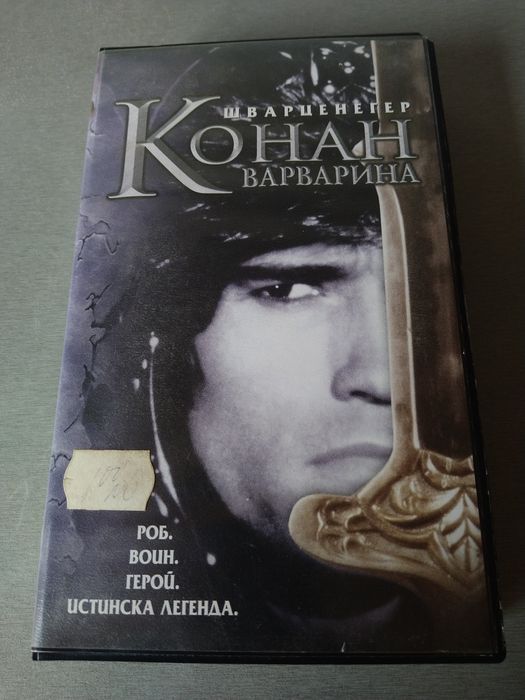 ШВАРЦЕНЕГЕР
КОНАН
ВАРВАРИНА
РОБ.
ВОИН.
ГЕРОЙ.
ИСТИНСКА ЛЕГЕНДА.